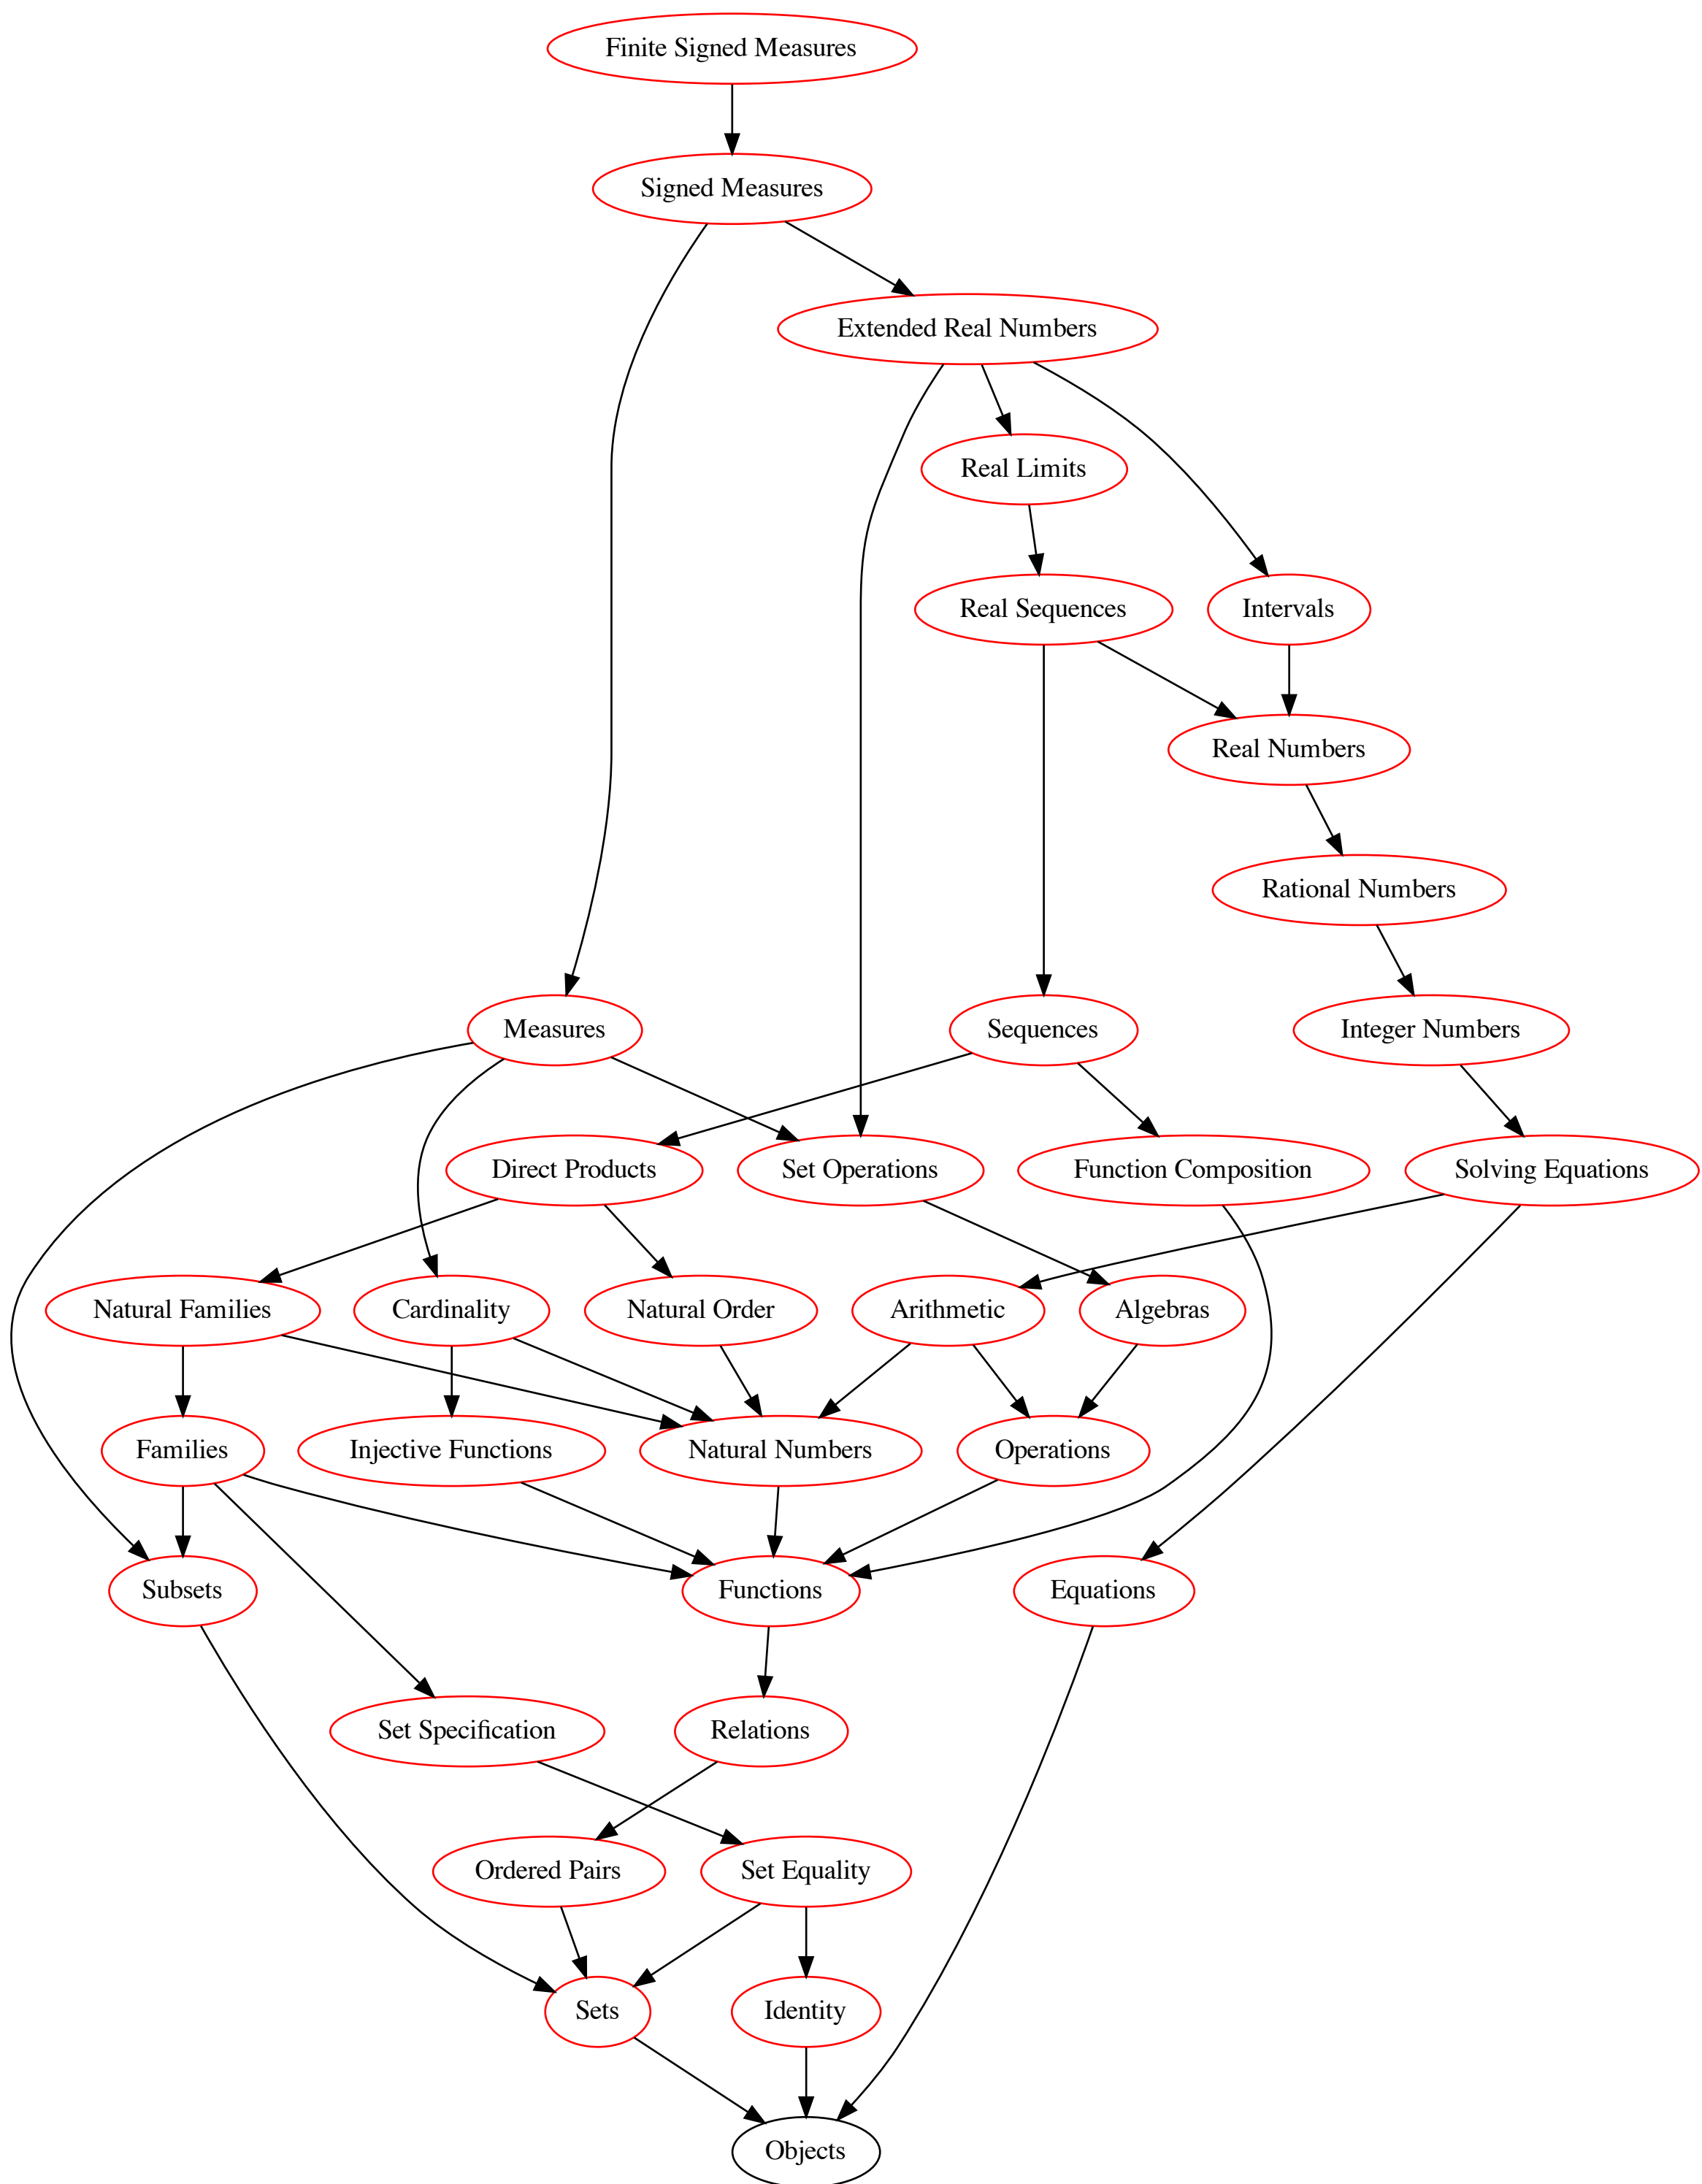 Finite Signed Measures
Signed Measures
Extended Real Numbers
Real Limits
Real Sequences
Intervals
Real Numbers
Rational Numbers
Measures
Sequences
Integer Numbers
Direct Products
Set Operations
Function Composition
Solving Equations
Natural Families
Cardinality
Natural Order
Arithmetic
Algebras
Families
Injective Functions
Natural Numbers
Operations
Subsets
Functions
Equations
Set Specification
Relations
Ordered Pairs
Set Equality
Sets
Identity
Objects